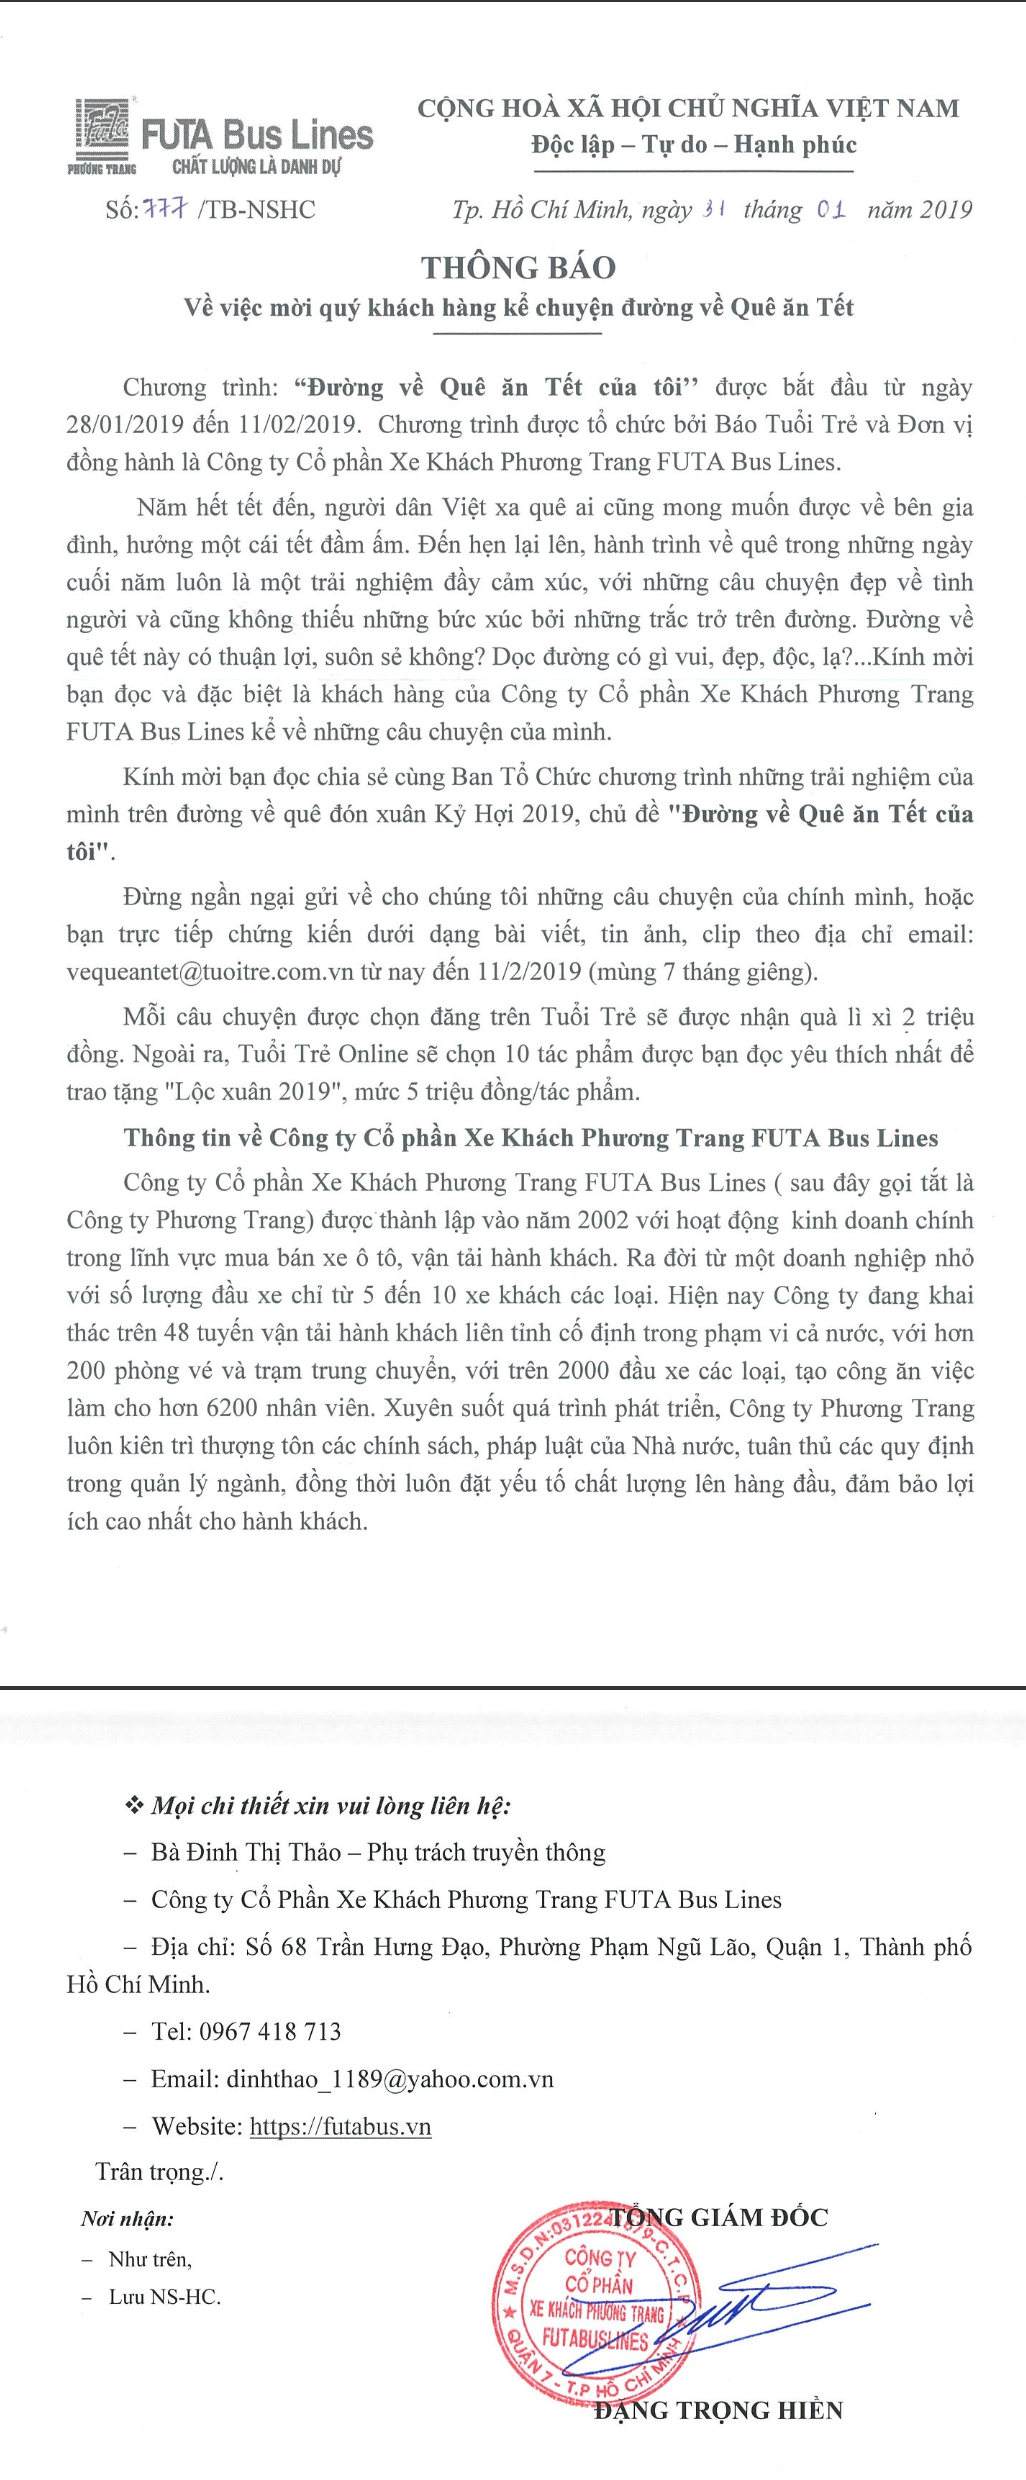 FUTA Bus Lines
PHƯƠNG TRANG
CHẤT LƯỢNG LÀ DANH DỰ
CỘNG HOÀ XÃ HỘI CHỦ NGHĨA VIỆT NAM
Độc lập – Tự do – Hạnh phúc
Số: 777 /TB-NSHC
Tp. Hồ Chí Minh, ngày 31 tháng 01 năm 2019
THÔNG BÁO
Về việc mời quý khách hàng kể chuyện đường về Quê ăn Tết
Chương trình: “Đường về Quê ăn Tết của tôi’’ được bắt đầu từ ngày
28/01/2019 đến 11/02/2019. Chương trình được tổ chức bởi Báo Tuổi Trẻ và Đơn vị
đồng hành là Công ty Cổ phần Xe Khách Phương Trang FUTA Bus Lines.
Năm hết tết đến, người dân Việt xa quê ai cũng mong muốn được về bên gia
đình, hưởng một cái tết đầm ấm. Đến hẹn lại lên, hành trình về quê trong những ngày
cuối năm luôn là một trải nghiệm đầy cảm xúc, với những câu chuyện đẹp về tình
người và cũng không thiếu những bức xúc bởi những trắc trở trên đường. Đường về
quê tết này có thuận lợi, suôn sẻ không? Dọc đường có gì vui, đẹp, độc, lạ?...Kính mời
bạn đọc và đặc biệt là khách hàng của Công ty Cổ phần Xe Khách Phương Trang
FUTA Bus Lines kể về những câu chuyện của mình.
Kính mời bạn đọc chia sẻ cùng Ban Tổ Chức chương trình những trải nghiệm của
mình trên đường về quê đón xuân Kỷ Hợi 2019, chủ đề "Đường về Quê ăn Tết của
tôi".
Đừng ngần ngại gửi về cho chúng tôi những câu chuyện của chính mình, hoặc
bạn trực tiếp chứng kiến dưới dạng bài viết, tin ảnh, clip theo địa chỉ email:
vequeantet@tuoitre.com.vn từ nay đến 11/2/2019 (mùng 7 tháng giêng).
Mỗi câu chuyện được chọn đăng trên Tuổi Trẻ sẽ được nhận quà lì xì 2 triệu
đồng. Ngoài ra, Tuổi Trẻ Online sẽ chọn 10 tác phẩm được bạn đọc yêu thích nhất để
trao tặng "Lộc xuân 2019", mức 5 triệu đồng/tác phẩm.
Thông tin về Công ty Cổ phần Xe Khách Phương Trang FUTA Bus Lines
Công ty Cổ phần Xe Khách Phương Trang FUTA Bus Lines ( sau đây gọi tắt là
Công ty Phương Trang) được thành lập vào năm 2002 với hoạt động kinh doanh chính
trong lĩnh vực mua bán xe ô tô, vận tải hành khách. Ra đời từ một doanh nghiệp nhỏ
với số lượng đầu xe chỉ từ 5 đến 10 xe khách các loại. Hiện nay Công ty đang khai
thác trên 48 tuyến vận tải hành khách liên tỉnh cố định trong phạm vi cả nước, với hơn
200 phòng vé và trạm trung chuyển, với trên 2000 đầu xe các loại, tạo công ăn việc
làm cho hơn 6200 nhân viên. Xuyên suốt quá trình phát triển, Công ty Phương Trang
luôn kiên trì thượng tôn các chính sách, pháp luật của Nhà nước, tuân thủ các quy định
trong quản lý ngành, đồng thời luôn đặt yếu tố chất lượng lên hàng đầu, đảm bảo lợi
ích cao nhất cho hành khách.
❖ Mọi chi thiết xin vui lòng liên hệ:
– Bà Đinh Thị Thảo – Phụ trách truyền thông
– Công ty Cổ Phần Xe Khách Phương Trang FUTA Bus Lines
– Địa chỉ: Số 68 Trần Hưng Đạo, Phường Phạm Ngũ Lão, Quận 1, Thành phố
Hồ Chí Minh.
– Tel: 0967 418 713
– Email: dinhthao_1189@yahoo.com.vn
– Website: https://futabus.vn
Trân trọng./.
Nơi nhận:
– Như trên,
– Lưu NS-HC.
TỔNG GIÁM ĐỐC
CÔNG TY
CỔ PHẦN
XE KHÁCH PHƯƠNG TRANG
FUTABUSLINES
QUẬN 7 - T.P HỒ CHÍ MINH
ĐẶNG TRỌNG HIỀN